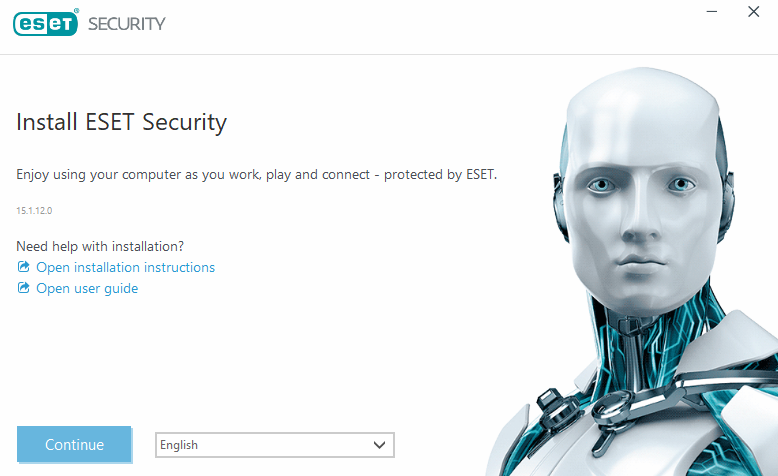 eset® SECURITY
Install ESET Security
Enjoy using your computer as you work, play and connect - protected by ESET.
15.1.12.0
Need help with installation?
Open installation instructions
Open user guide
Continue
English